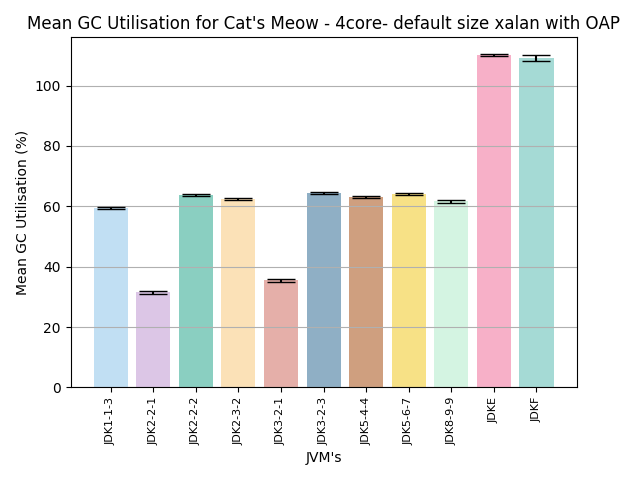 Mean GC Utilisation for Cat's Meow - 4core- default size xalan with OAP
Mean GC Utilisation (%)
100
80
60
40
20
0
JDK1-1-3
JDK2-2-1
JDK2-2-2
JDK2-3-2
JDK3-2-1
JDK3-2-3
JDK5-4-4
JDK5-6-7
JDK8-9-9
JDKE
JDKF
JVM's